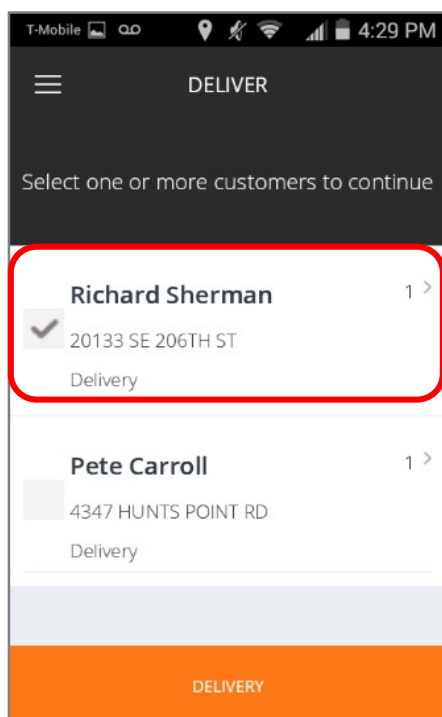 T-Mobile 4:29 PM
DELIVER
Select one or more customers to continue
Richard Sherman 1
20133 SE 206TH ST
Delivery
Pete Carroll 1
4347 HUNTS POINT RD
Delivery
DELIVERY